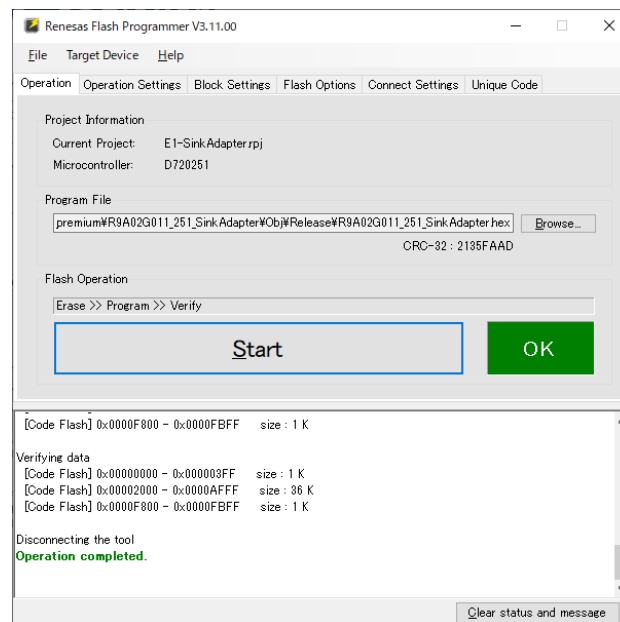 Renesas Flash Programmer V3.11.00
File Target Device Help
Operation Operation Settings Block Settings Flash Options Connect Settings Unique Code
Project Information
Current Project: E1-SinkAdapter.rpj
Microcontroller: D720251
Program File
premium¥R9A02G011_251_SinkAdapter¥Obj¥Release¥R9A02G011_251_SinkAdapter.hex Browse...
CRC-32 : 2135FAAD
Flash Operation
Erase >> Program >> Verify
Start OK
[Code Flash] 0x0000F800 - 0x0000FBFF size : 1 K
Verifying data
[Code Flash] 0x00000000 - 0x000003FF size : 1 K
[Code Flash] 0x00002000 - 0x0000AFFF size : 36 K
[Code Flash] 0x0000F800 - 0x0000FBFF size : 1 K
Disconnecting the tool
Operation completed.
Clear status and message